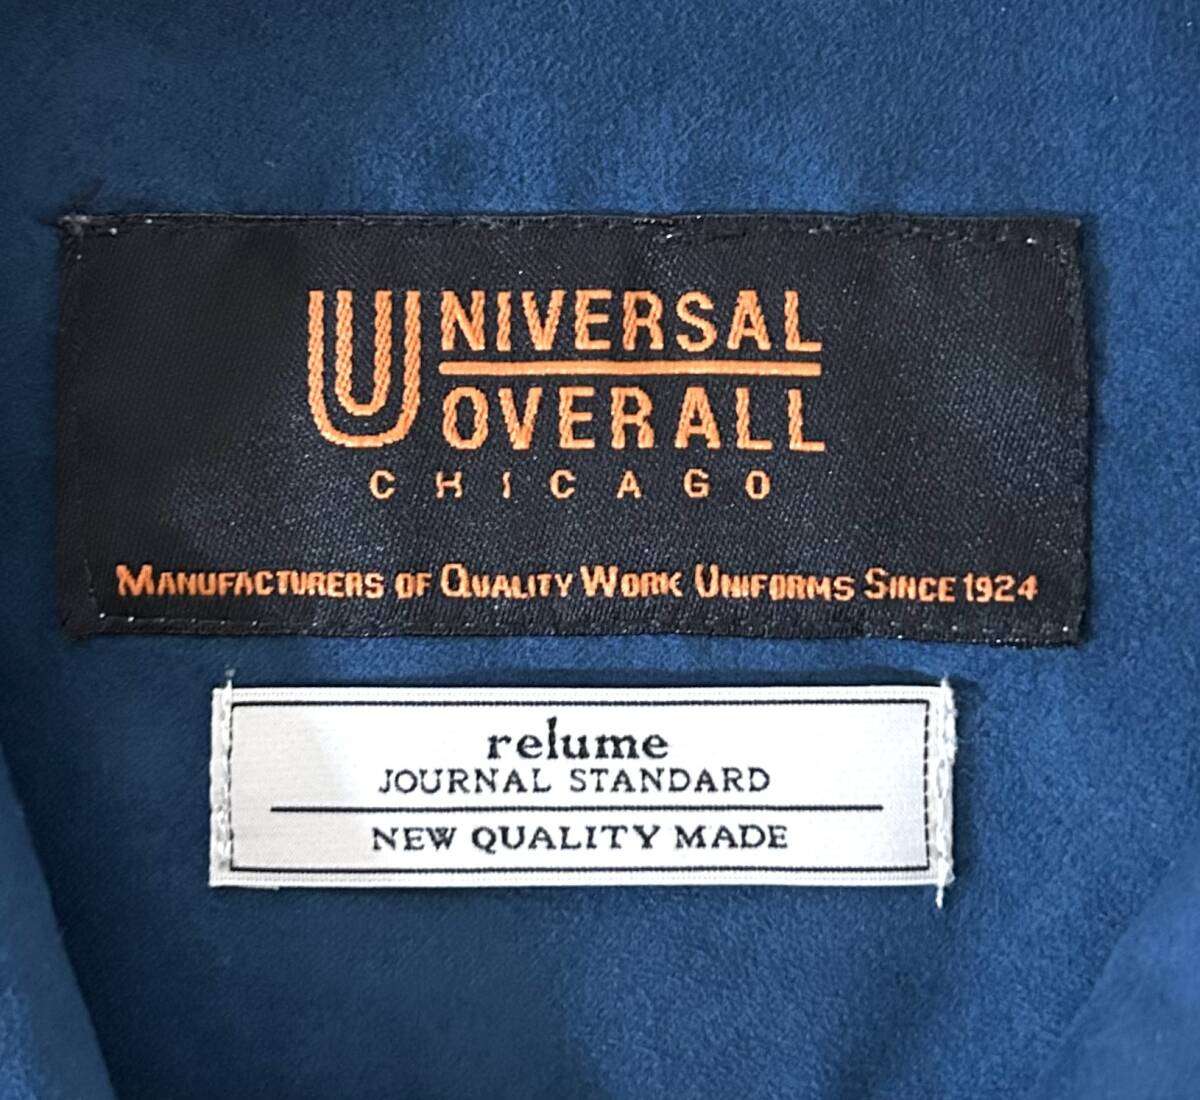 UNIVERSAL
OVERALL
CHICAGO
MANUFACTURERS OF QUALITY WORK UNIFORMS SINCE 1924
relume
JOURNAL STANDARD
NEW QUALITY MADE